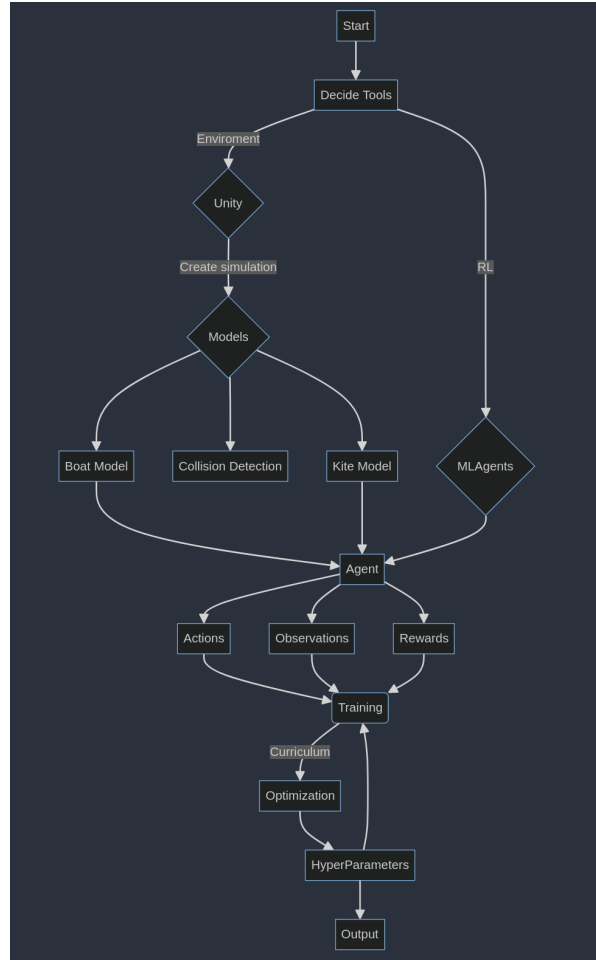 Start
Decide Tools
Enviroment
Unity
Create simulation
RL
Models
Boat Model
Collision Detection
Kite Model
MLAgents
Agent
Actions
Observations
Rewards
Training
Curriculum
Optimization
HyperParameters
Output